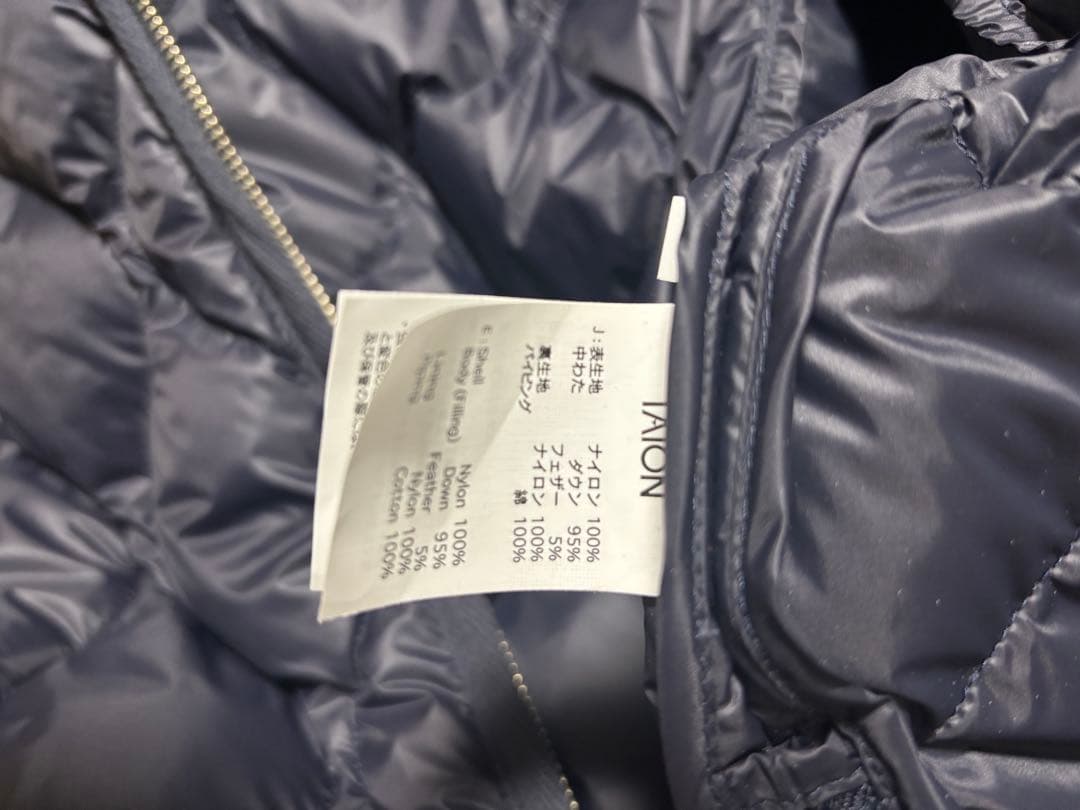 TAION
J:表生地 ナイロン 100%
中わた ダウン 95%
フェザー 5%
裏生地 ナイロン 100%
パイピング 綿 100%
E:Shell Nylon 100%
Body (Filling) Down 95%
Feather 5%
Lining Nylon 100%
Piping Cotton 100%